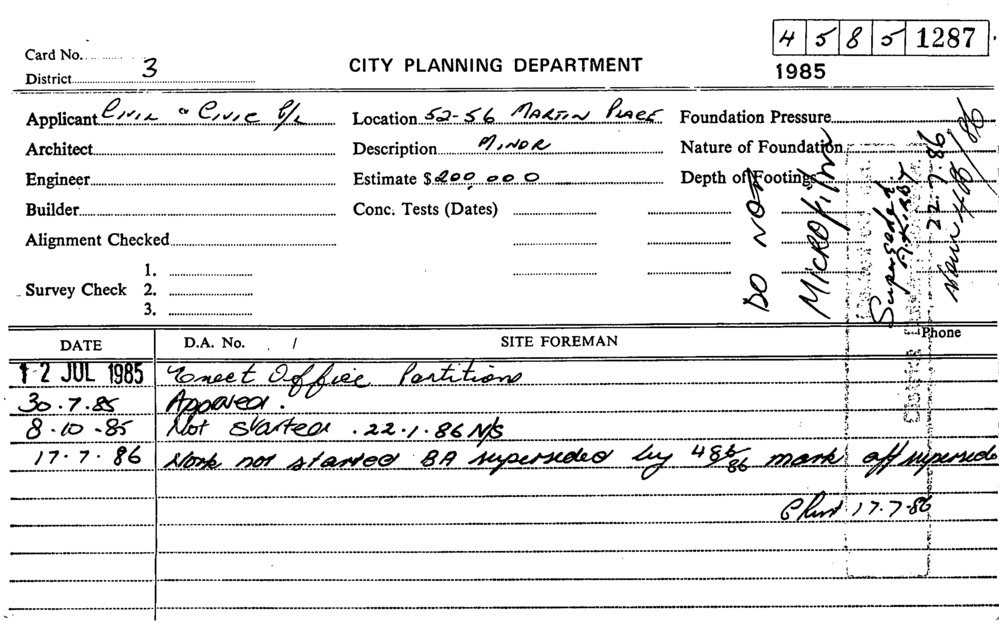 4 5 8 5 1287
Card No.
District 3
CITY PLANNING DEPARTMENT
1985
Applicant Civil & Civic P/L
Location 52-56 Martin Place
Foundation Pressure
Architect
Description Minor
Nature of Foundation
Engineer
Estimate $200,000
Depth of Footings
Builder
Conc. Tests (Dates)
Alignment Checked
Survey Check
1.
2.
3.
DO NOT
MICROFILM
Superseded
22.7.86
DATE
D.A. No. /
SITE FOREMAN
Phone
12 JUL 1985 Erect Office Partitions
30.7.85 Approved.
8.10.85 Not started. 22.1.86 N/S
17.7.86 Work not started BA superseded by 486/86 mark off supersede
17.7.86